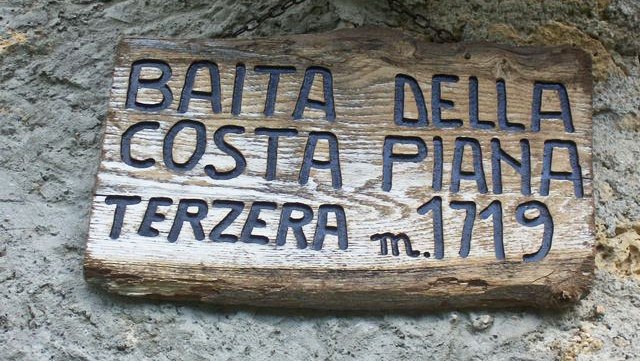 BAITA DELLA
COSTA PIANA
TERZERA m.1719